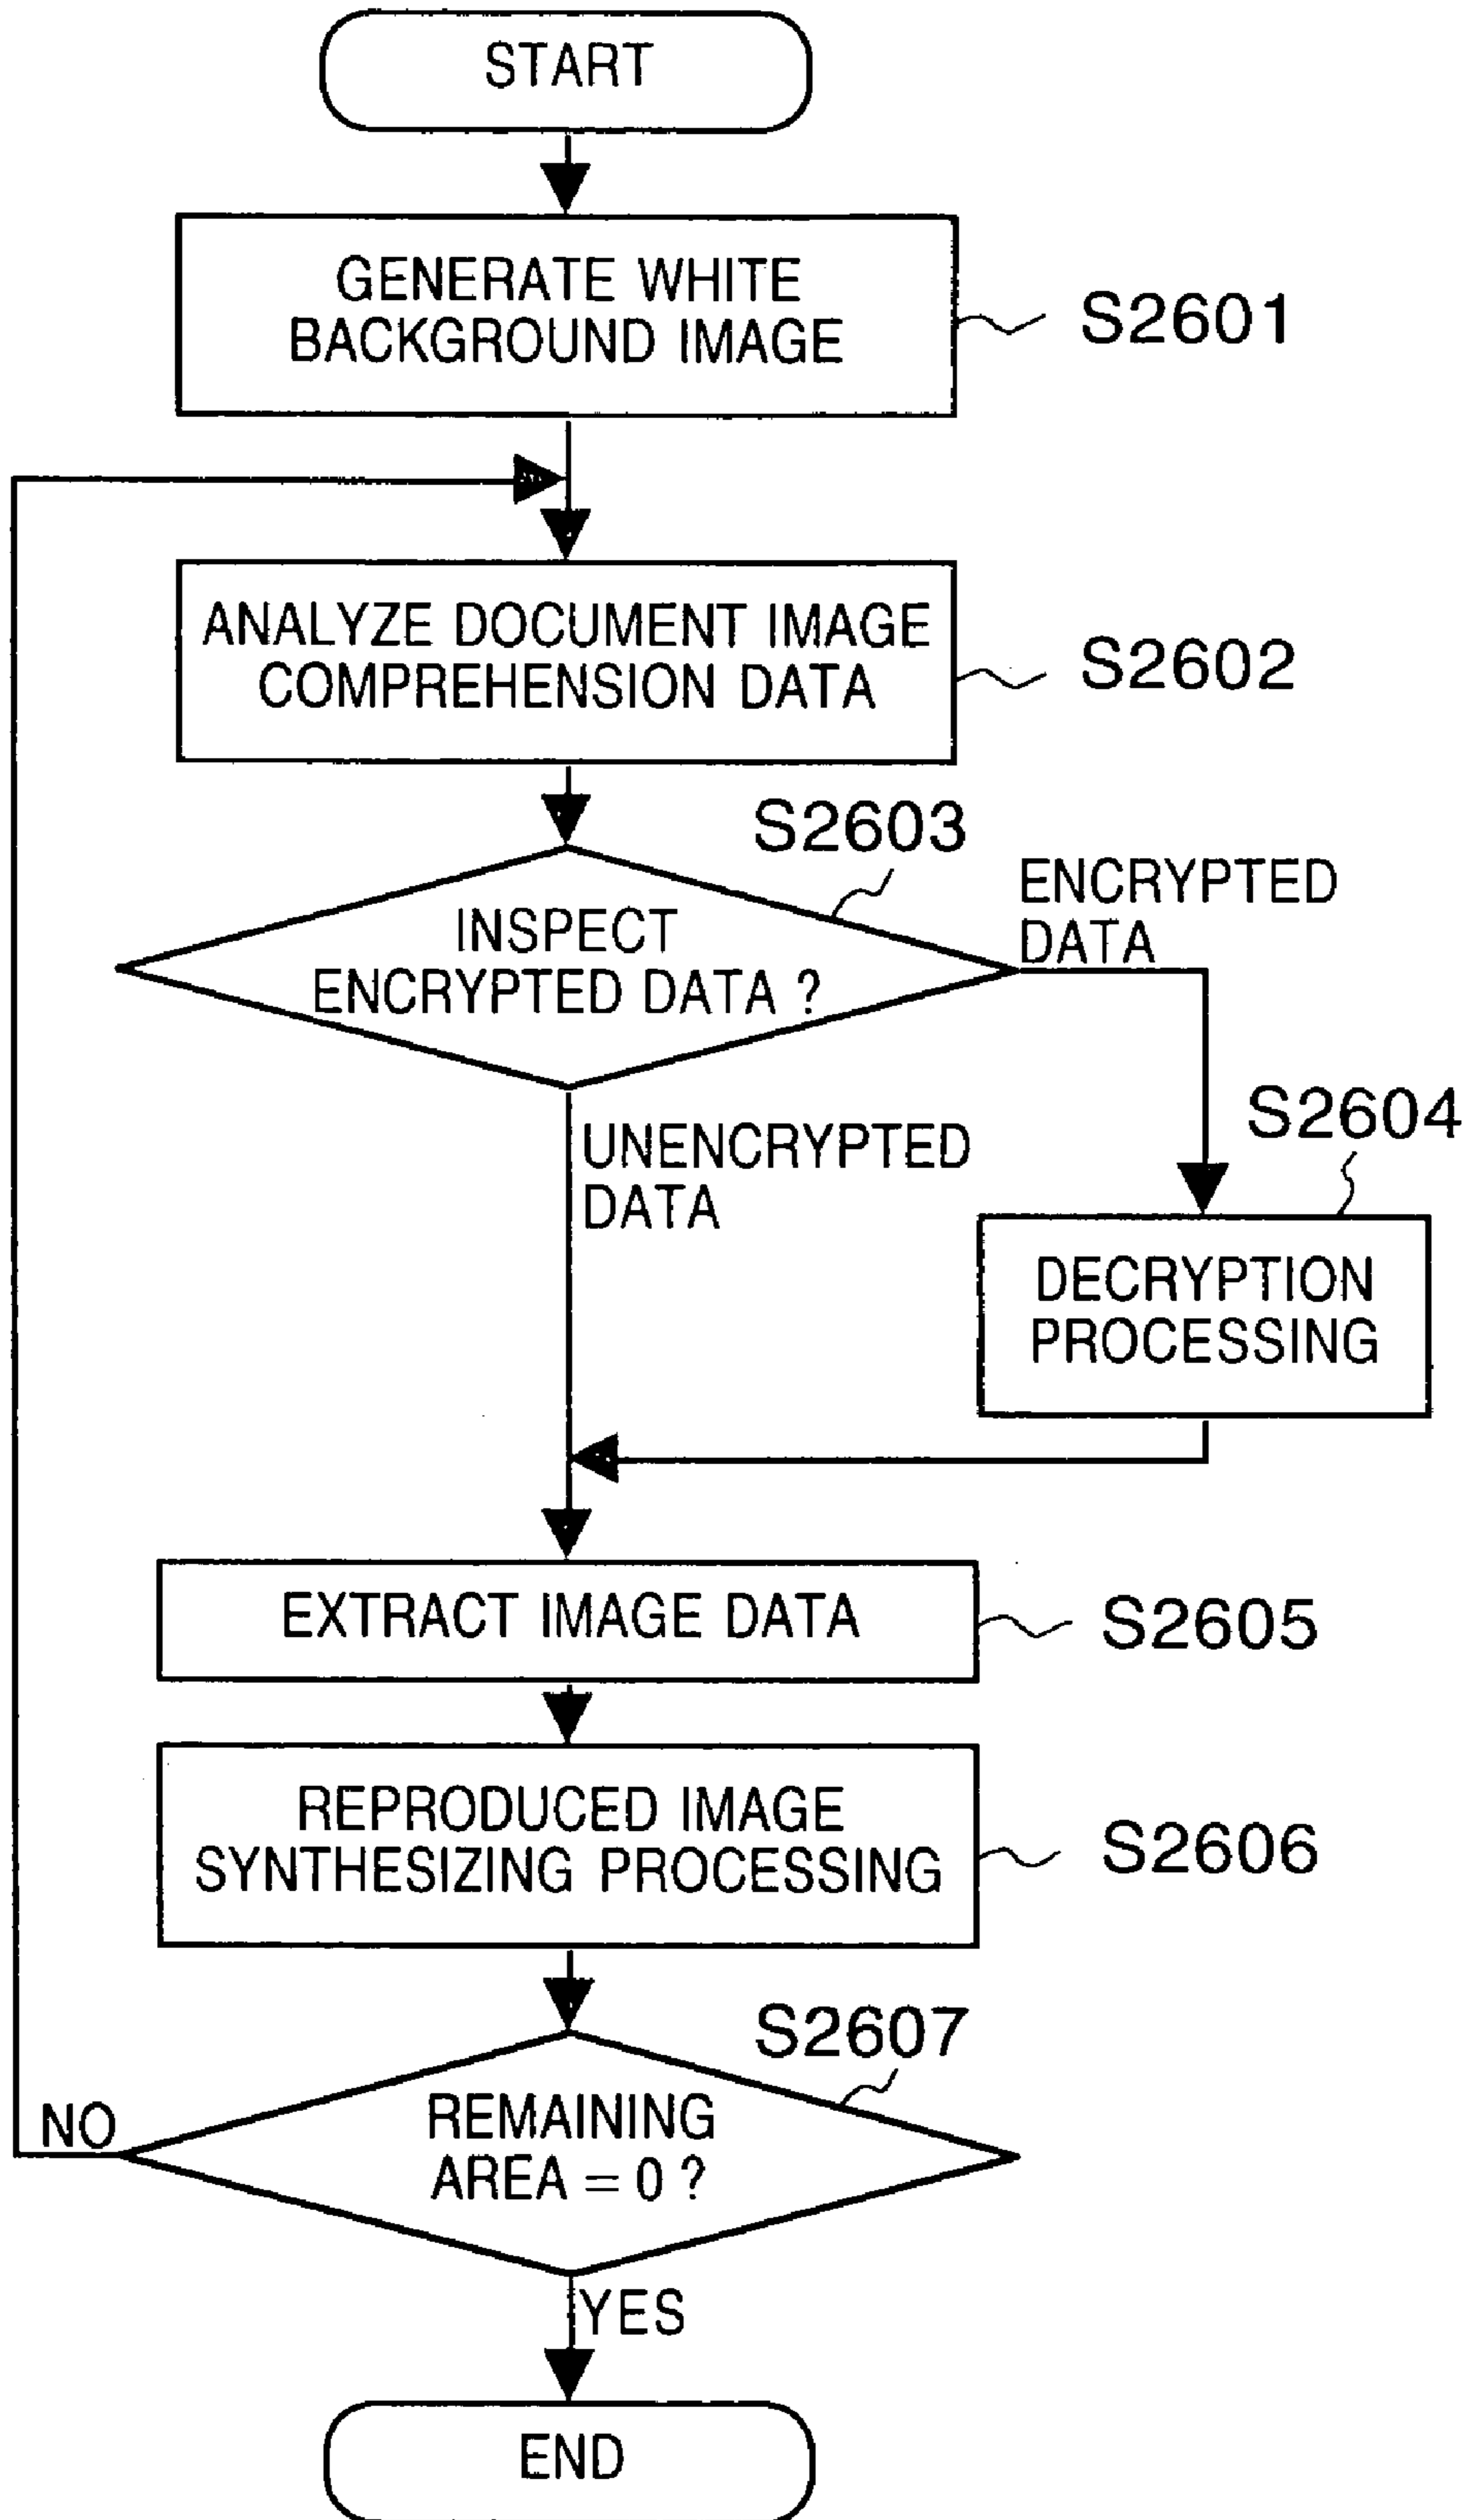 START
GENERATE WHITE
BACKGROUND IMAGE
S2601
ANALYZE DOCUMENT IMAGE
COMPREHENSION DATA
S2602
S2603
INSPECT
ENCRYPTED DATA ?
ENCRYPTED
DATA
UNENCRYPTED
DATA
S2604
DECRYPTION
PROCESSING
EXTRACT IMAGE DATA
S2605
REPRODUCED IMAGE
SYNTHESIZING PROCESSING
S2606
S2607
REMAINING
AREA = 0 ?
NO
YES
END